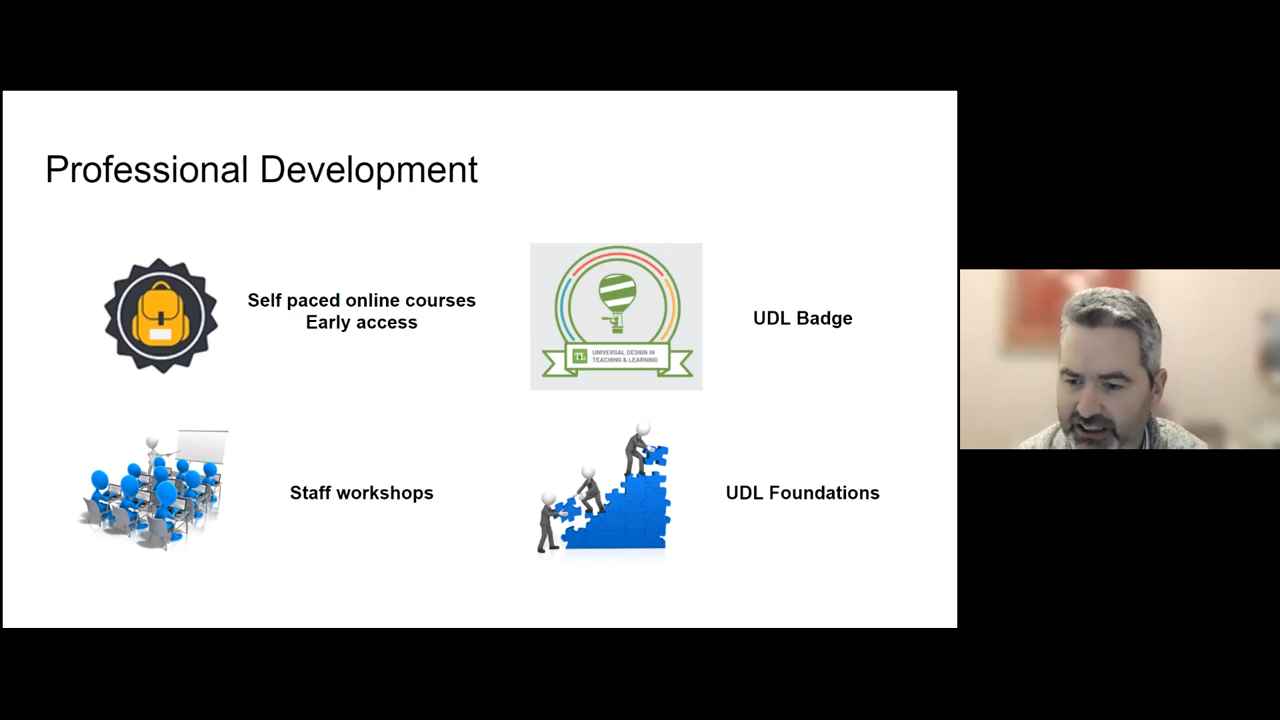 Professional Development
Self paced online courses
Early access
TL
UNIVERSAL DESIGN IN
TEACHING & LEARNING
UDL Badge
Staff workshops
UDL Foundations